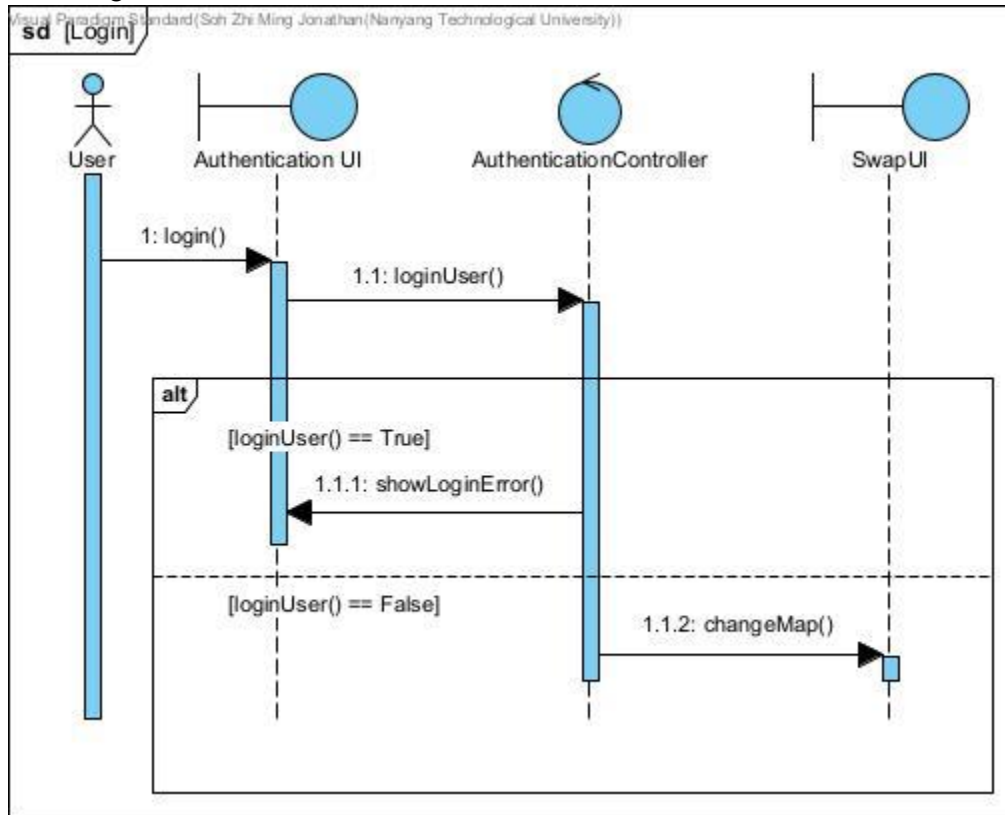 Visual Paradigm Standard(Soh Zhi Ming Jonathan(Nanyang Technological University))
sd [Login]
User
Authentication UI
AuthenticationController
SwapUI
1: login()
1.1: loginUser()
alt
[loginUser() == True]
1.1.1: showLoginError()
[loginUser() == False]
1.1.2: changeMap()